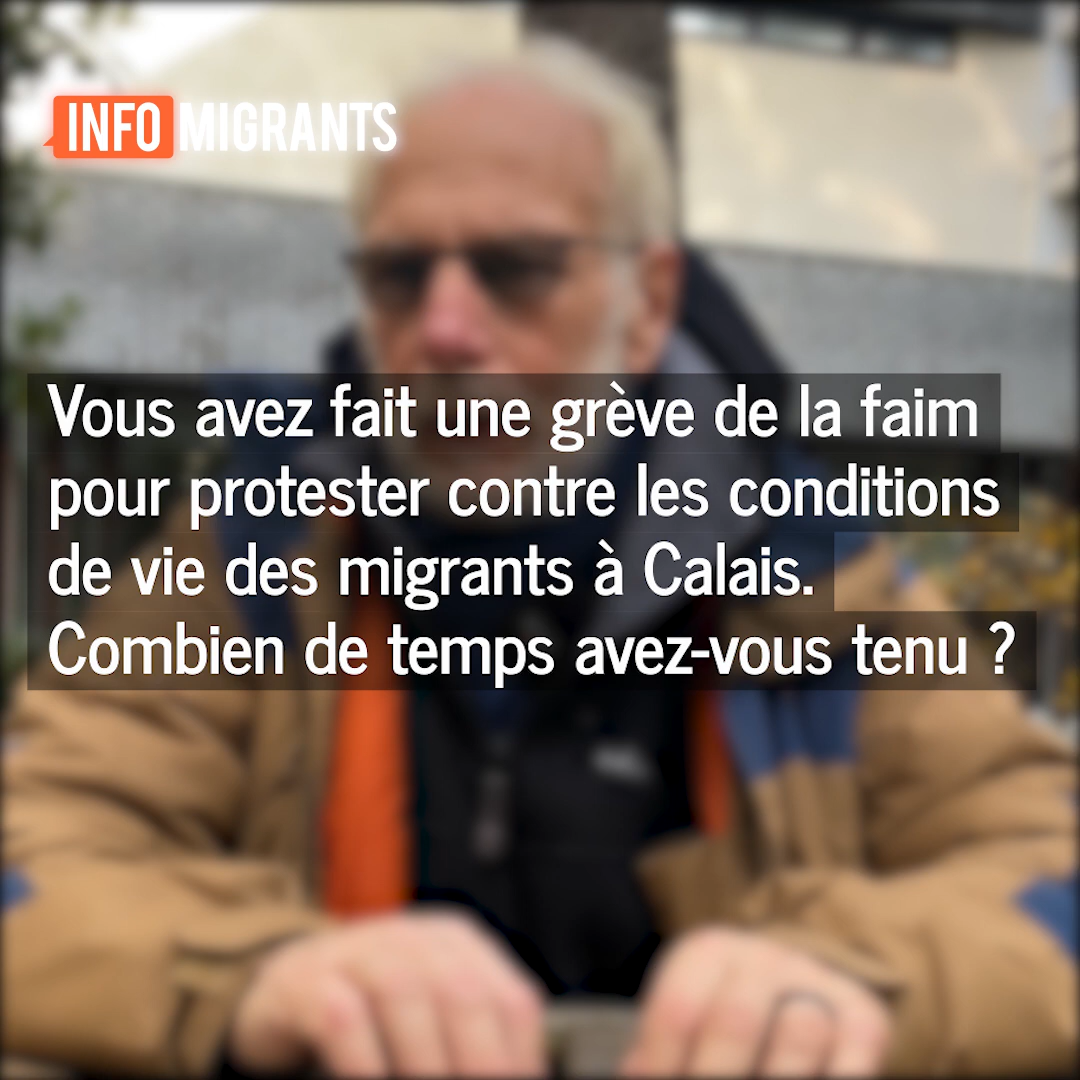 INFO MIGRANTS
Vous avez fait une grève de la faim
pour protester contre les conditions
de vie des migrants à Calais.
Combien de temps avez-vous tenu ?